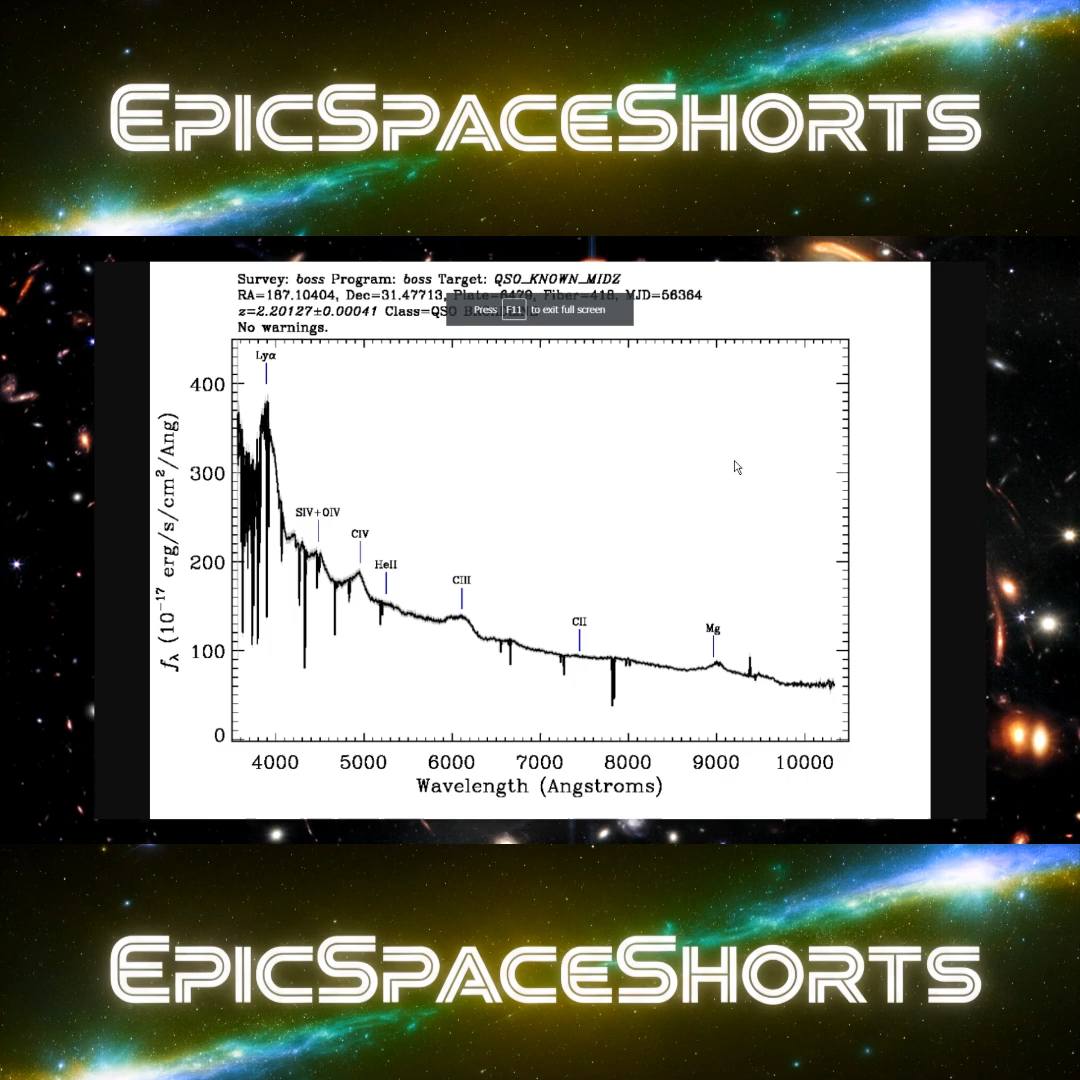 EpicSpaceShorts
Survey: boss Program: boss Target: QSO_KNOWN_MIDZ
RA=187.10404, Dec=31.47713, Plate=6479, Fiber=418, MJD=56364
z=2.20127±0.00041 Class=QSO
Press F11 to exit full screen
No warnings.
Lyα
SIV+OIV
CIV
HeII
CIII
CII
Mg
400
300
200
100
0
fλ (10⁻¹⁷ erg/s/cm²/Ang)
4000 5000 6000 7000 8000 9000 10000
Wavelength (Angstroms)
EpicSpaceShorts